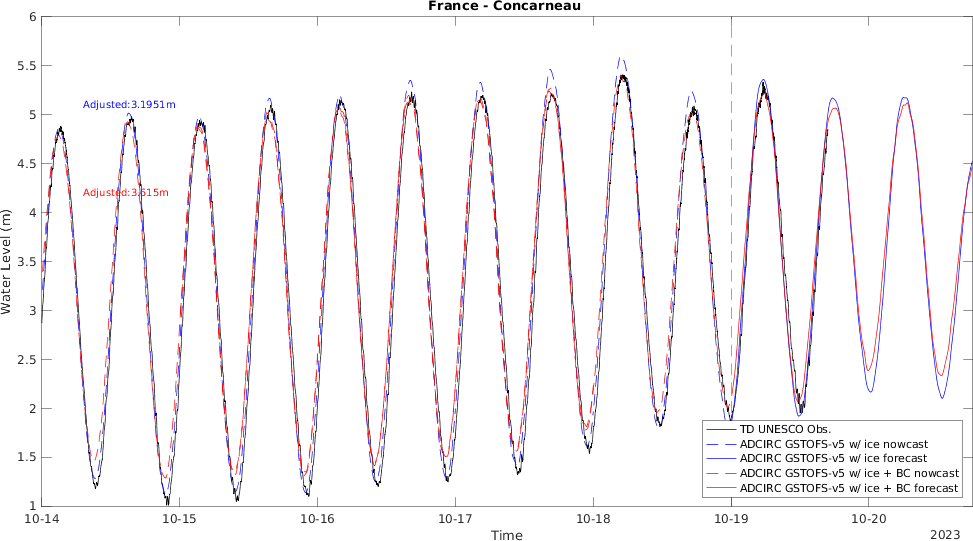 France - Concarneau
6
5.5
5
4.5
4
3.5
3
2.5
2
1.5
1
Water Level (m)
Adjusted:3.1951m
Adjusted:3.615m
TD UNESCO Obs.
ADCIRC GSTOFS-v5 w/ ice nowcast
ADCIRC GSTOFS-v5 w/ ice forecast
ADCIRC GSTOFS-v5 w/ ice + BC nowcast
ADCIRC GSTOFS-v5 w/ ice + BC forecast
10-14 10-15 10-16 10-17 10-18 10-19 10-20
Time
2023